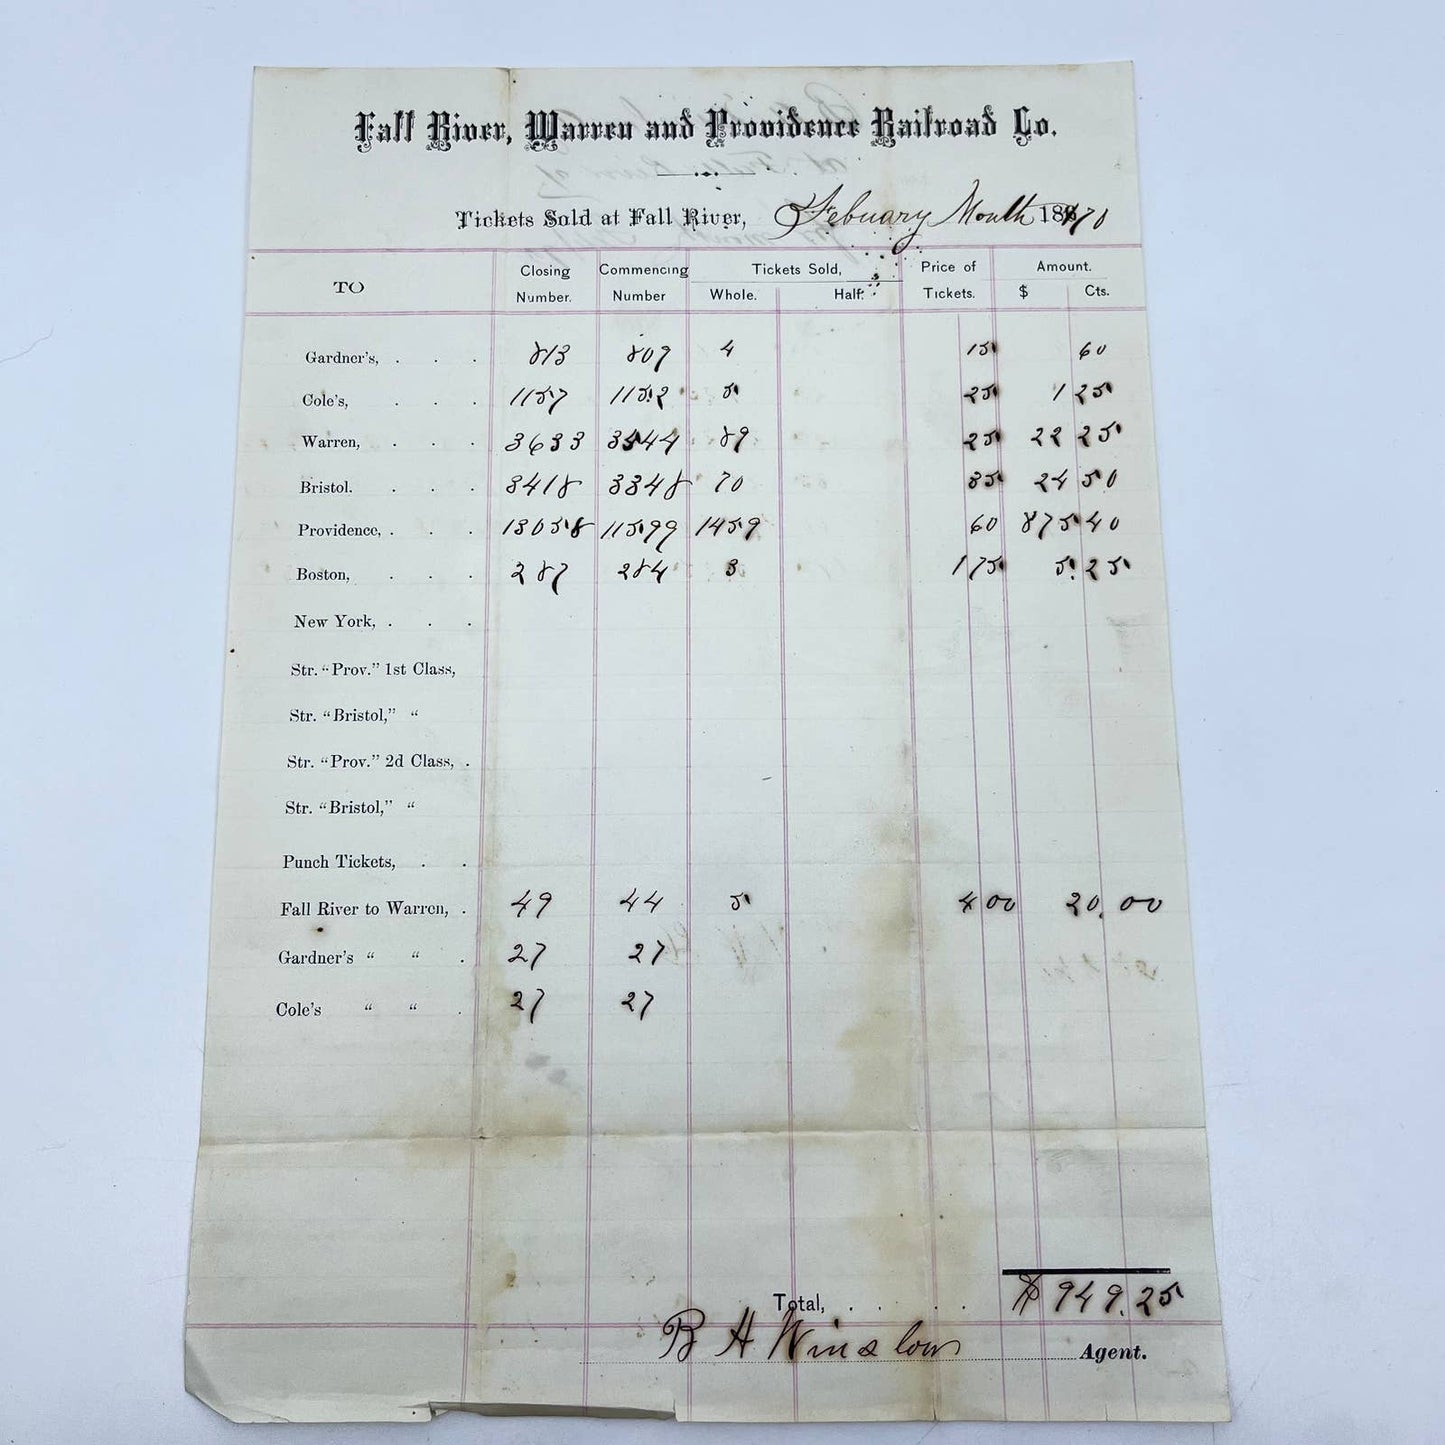 Fall River, Warren and Providence Railroad Co.
Tickets Sold at Fall River, Febuary Month 1870
TO Closing Number. Commencing Number Tickets Sold, Whole. Half. Price of Tickets. Amount. $ Cts.
Gardner's, . . . 813 809 4 15 60
Cole's, . . . 1157 1152 5 25 1 25
Warren, . . . 3633 3544 89 25 22 25
Bristol. . . . 3418 3348 70 35 24 50
Providence, . . . 13058 11599 1459 60 875 40
Boston, . . . 287 284 3 175 5.25
New York, . . .
Str. "Prov." 1st Class,
Str. "Bristol," "
Str. "Prov." 2d Class, .
Str. "Bristol," "
Punch Tickets, . .
Fall River to Warren, . 49 44 5 4 00 20.00
Gardner's " " . 27 27
Cole's " " . 27 27
Total, . . . . . $949.25
B H Winslow Agent.